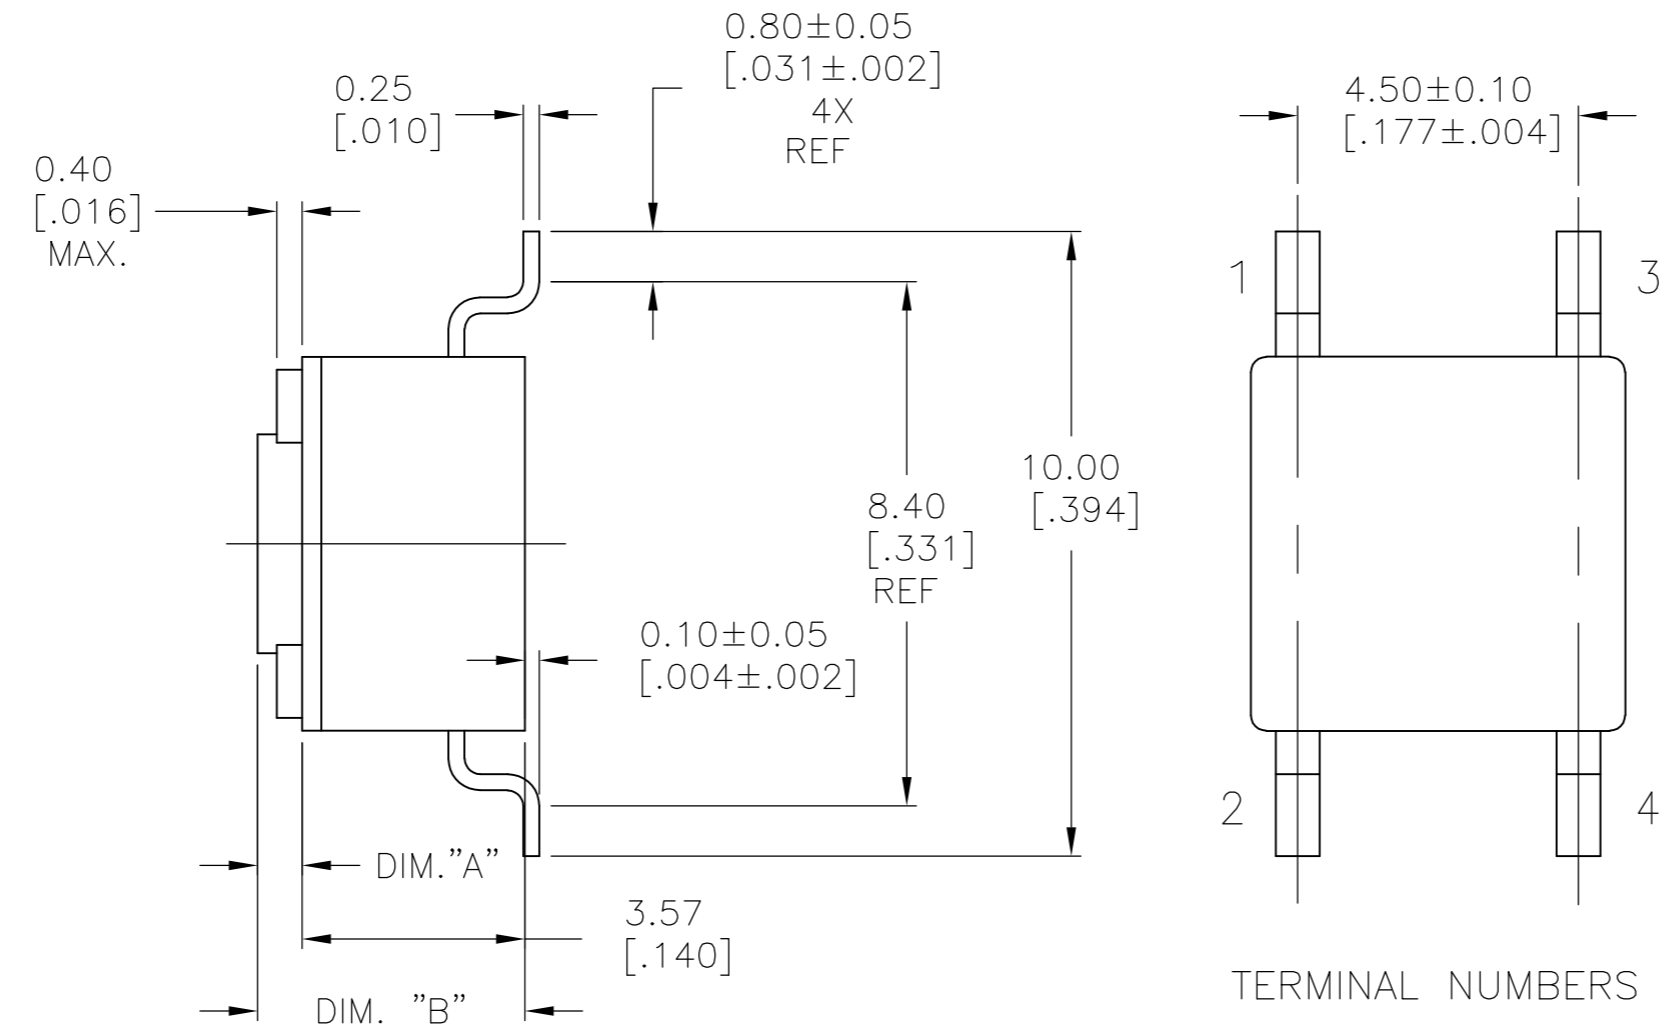 0.80±0.05
[.031±.002]
4X
REF
0.25
[.010]
4.50±0.10
[.177±.004]
0.40
[.016]
MAX.
1
3
10.00
[.394]
8.40
[.331]
REF
0.10±0.05
[.004±.002]
2
4
DIM."A"
3.57
[.140]
DIM. "B"
TERMINAL NUMBERS